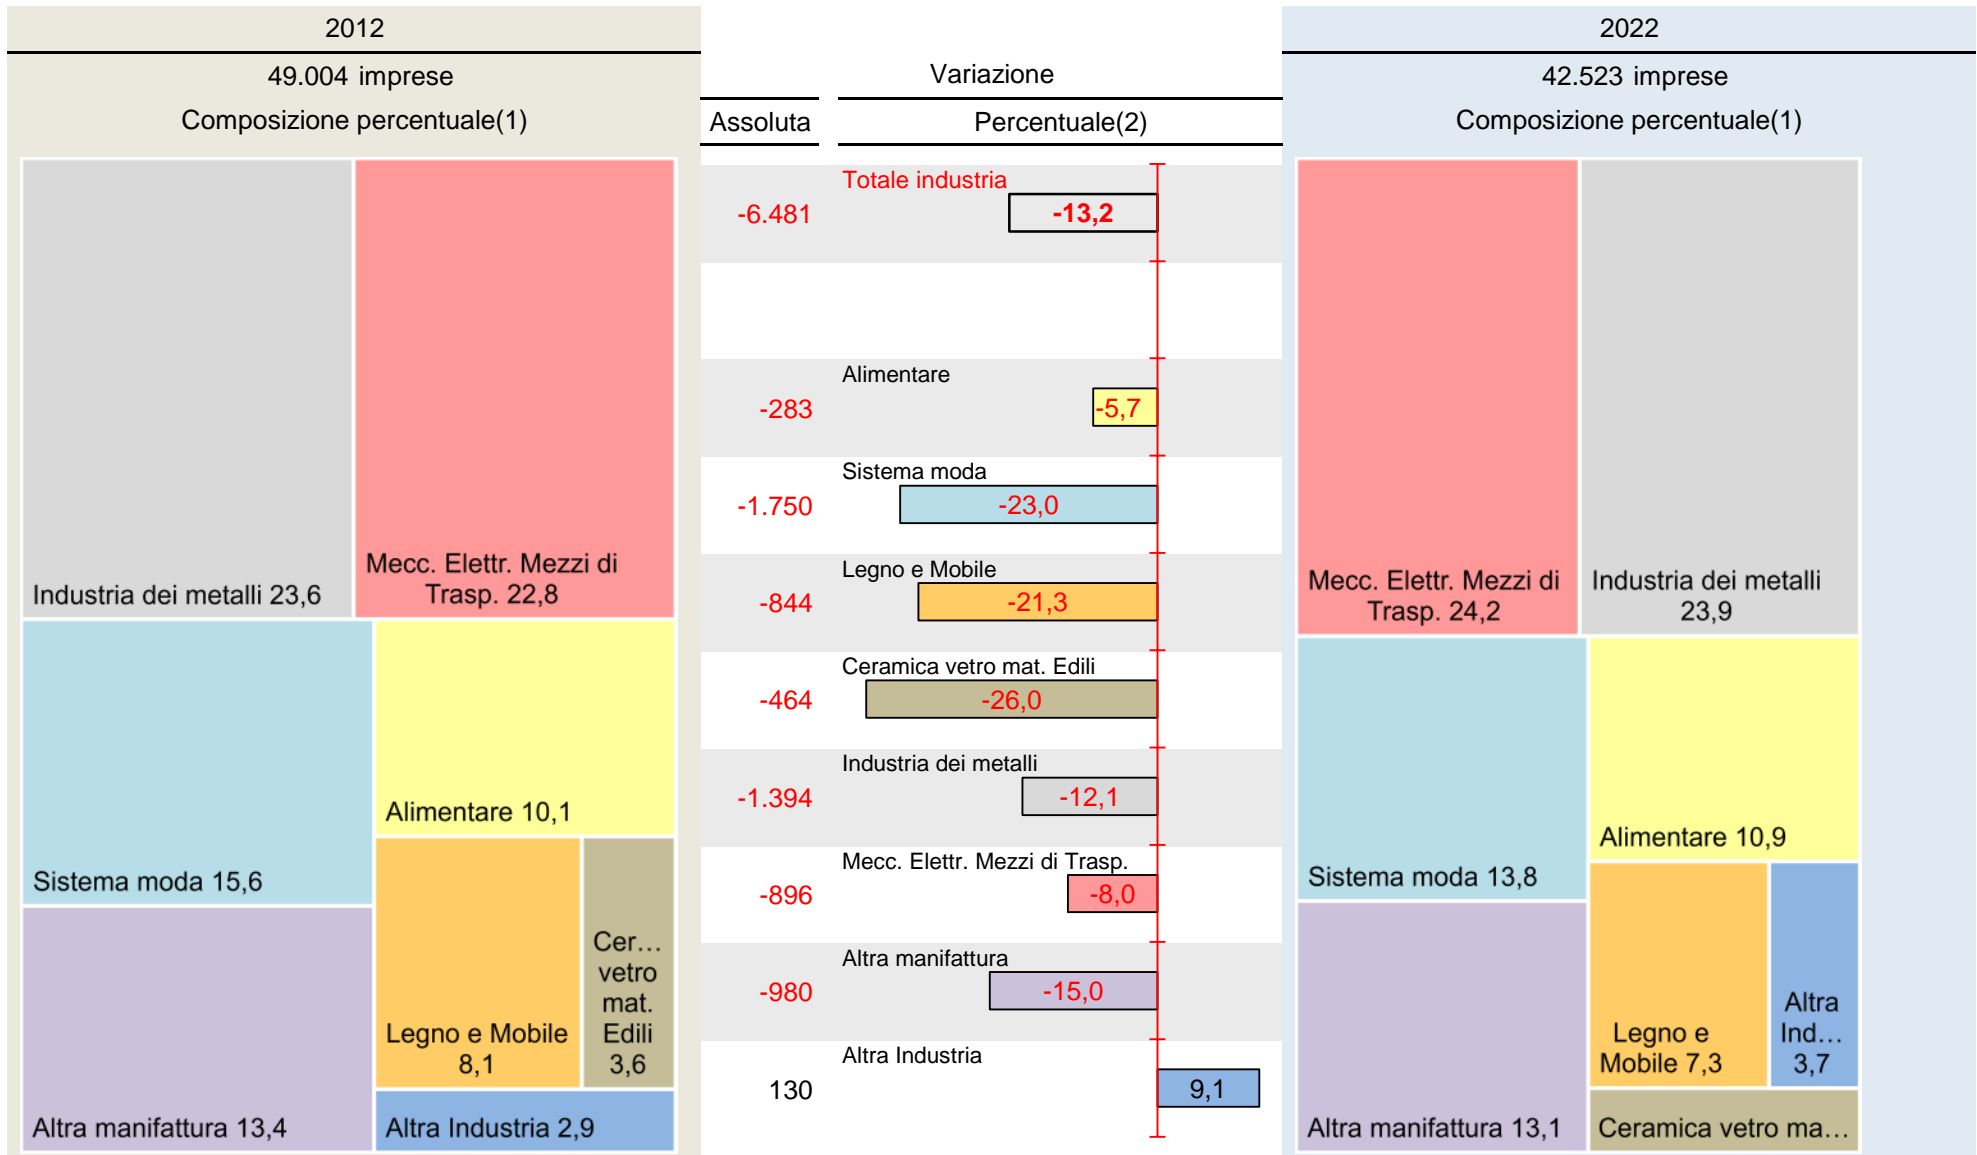 2012
49.004 imprese
Composizione percentuale(1)
Industria dei metalli 23,6
Mecc. Elettr. Mezzi di
Trasp. 22,8
Sistema moda 15,6
Alimentare 10,1
Altra manifattura 13,4
Legno e Mobile
8,1
Cer...
vetro
mat.
Edili
3,6
Altra Industria 2,9
Variazione
Assoluta
Percentuale(2)
Totale industria
-6.481
-13,2
Alimentare
-283
-5,7
Sistema moda
-1.750
-23,0
Legno e Mobile
-844
-21,3
Ceramica vetro mat. Edili
-464
-26,0
Industria dei metalli
-1.394
-12,1
Mecc. Elettr. Mezzi di Trasp.
-896
-8,0
Altra manifattura
-980
-15,0
Altra Industria
130
9,1
2022
42.523 imprese
Composizione percentuale(1)
Mecc. Elettr. Mezzi di
Trasp. 24,2
Industria dei metalli
23,9
Sistema moda 13,8
Alimentare 10,9
Altra manifattura 13,1
Legno e
Mobile 7,3
Altra
Ind...
3,7
Ceramica vetro ma...